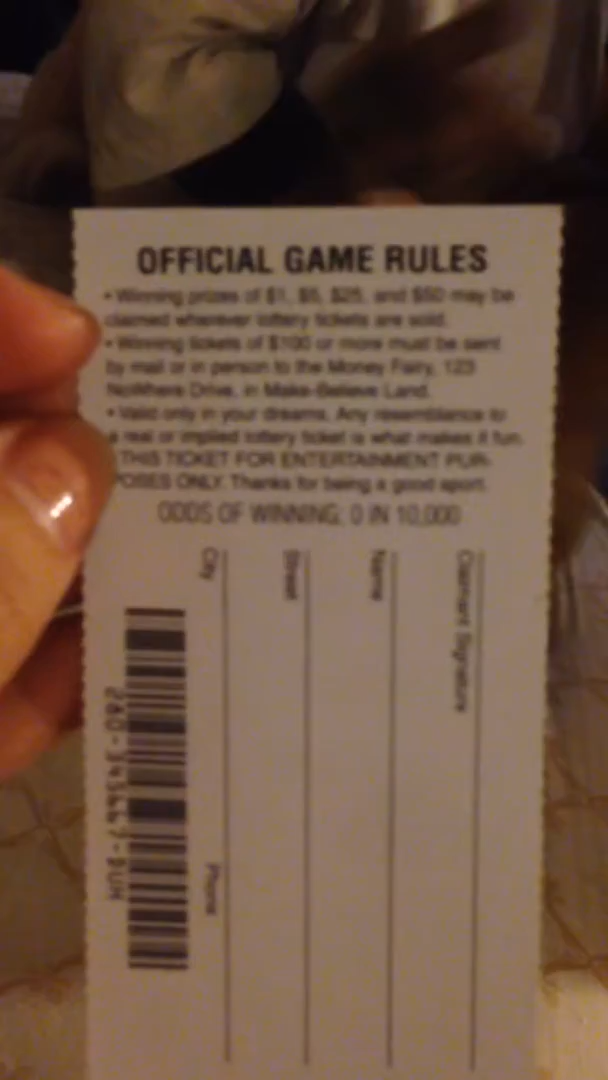 OFFICIAL GAME RULES
• Winning prizes of $1, $5, $25, and $50 may be
claimed wherever lottery tickets are sold.
• Winning tickets of $100 or more must be sent
by mail or in person to the Money Fairy, 123
NoWhere Drive, in Make-Believe Land.
• Valid only in your dreams. Any resemblance to
a real or implied lottery ticket is what makes it fun.
THIS TICKET FOR ENTERTAINMENT PUR-
POSES ONLY. Thanks for being a good sport.
ODDS OF WINNING: 0 IN 10,000
Claimant Signature
Name
Street
City
Phone